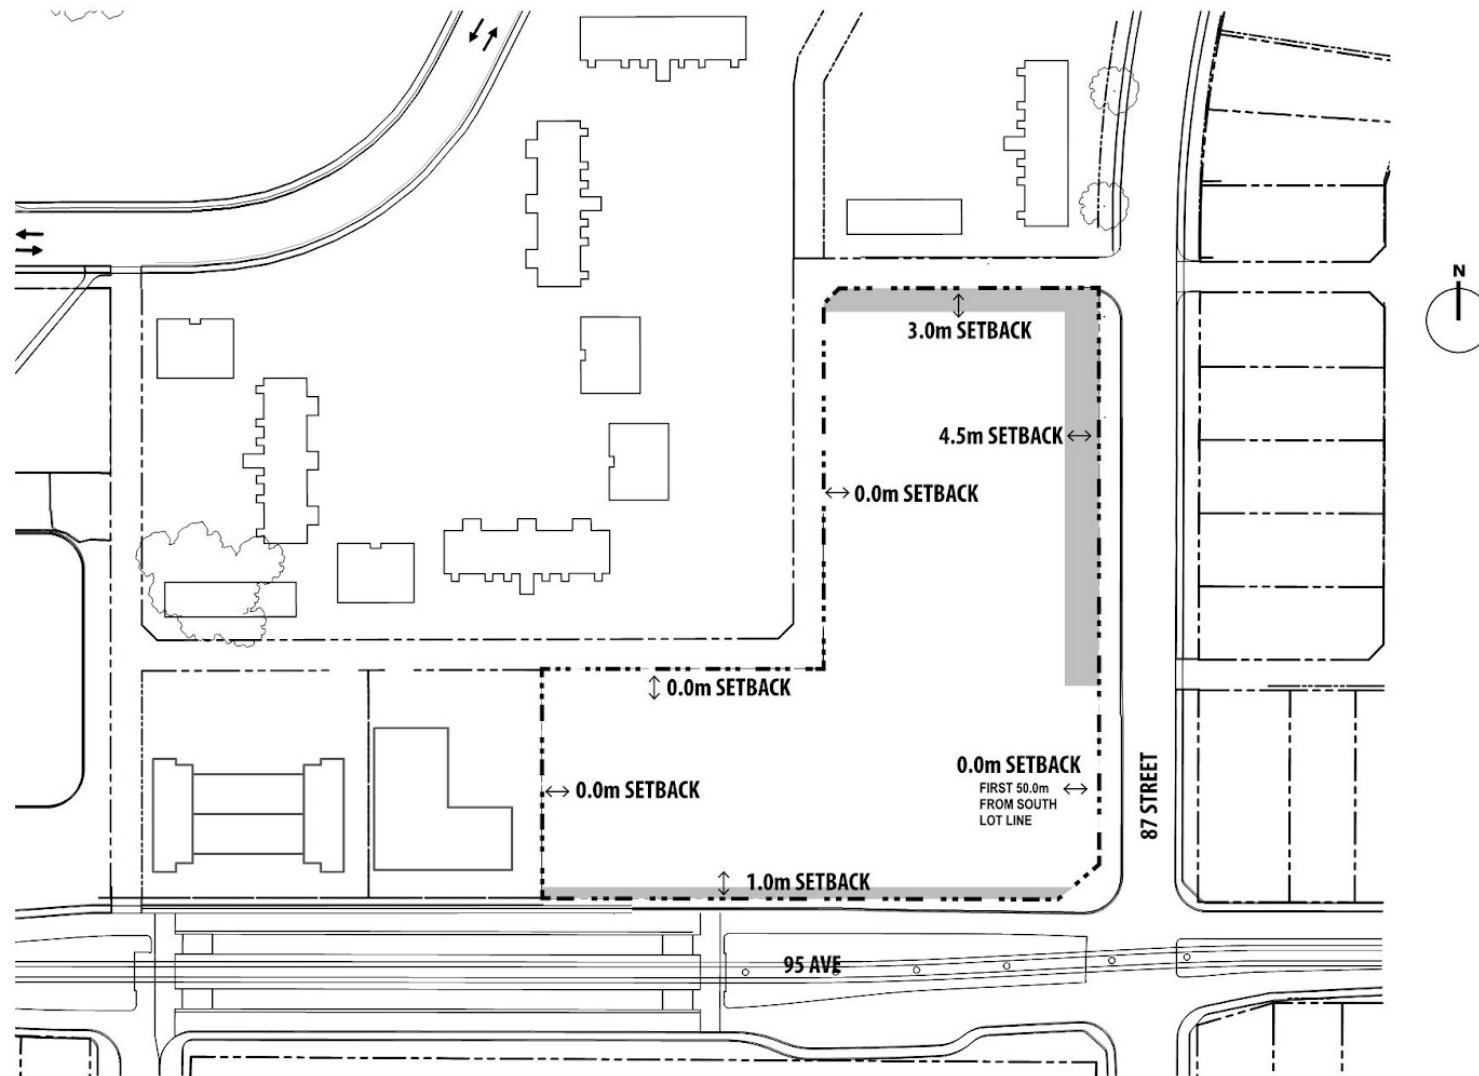 N
3.0m SETBACK
4.5m SETBACK
0.0m SETBACK
0.0m SETBACK
0.0m SETBACK
0.0m SETBACK
FIRST 50.0m
FROM SOUTH
LOT LINE
87 STREET
1.0m SETBACK
95 AVE